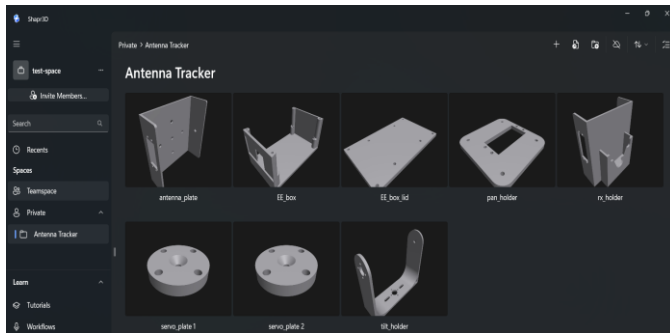 Shapr3D
Private > Antenna Tracker
test-space
Antenna Tracker
Invite Members...
Search
Recents
Spaces
Teamspace
Private
Antenna Tracker
Learn
Tutorials
Workflows
antenna_plate
EE_box
EE_box_lid
pan_holder
rx_holder
servo_plate 1
servo_plate 2
tilt_holder